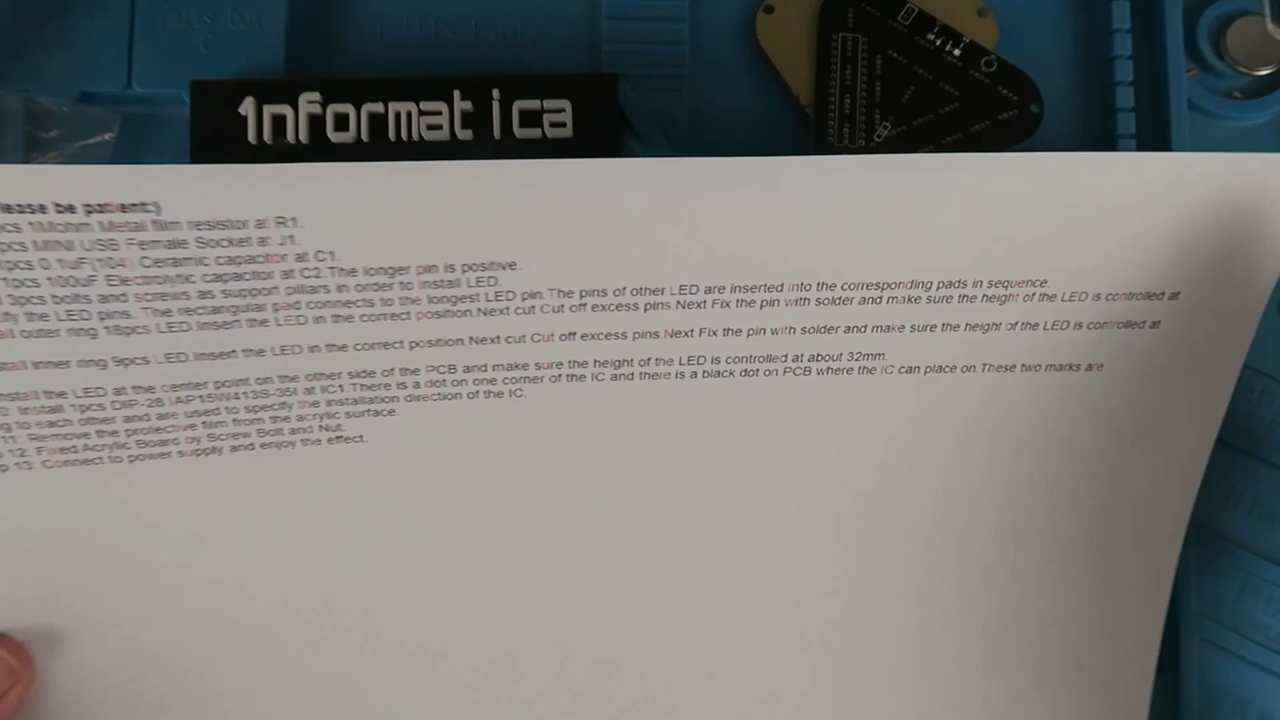 1nformatica
lease be patient:)
pcs 1Mohm Metal film resistor at R1.
pcs MINI USB Female Socket at J1.
1pcs 0.1uF(104) Ceramic capacitor at C1.
1pcs 100uF Electrolytic capacitor at C2.The longer pin is positive.
3pcs bolts and screws as support pillars in order to install LED.
ify the LED pins. The rectangular pad connects to the longest LED pin.The pins of other LED are inserted into the corresponding pads in sequence.
all outer ring 18pcs LED.Insert the LED in the correct position.Next cut Cut off excess pins.Next Fix the pin with solder and make sure the height of the LED is controlled at
stall inner ring 9pcs LED.Insert the LED in the correct position.Next cut Cut off excess pins.Next Fix the pin with solder and make sure the height of the LED is controlled at
nstall the LED at the center point on the other side of the PCB and make sure the height of the LED is controlled at about 32mm.
0: Install 1pcs DIP-28 IAP15W413S-35I at IC1.There is a dot on one corner of the IC and there is a black dot on PCB where the IC can place on.These two marks are
g to each other and are used to specify the installation direction of the IC.
11: Remove the protective film from the acrylic surface.
12: Fixed Acrylic Board by Screw Bolt and Nut.
p 13: Connect to power supply and enjoy the effect.